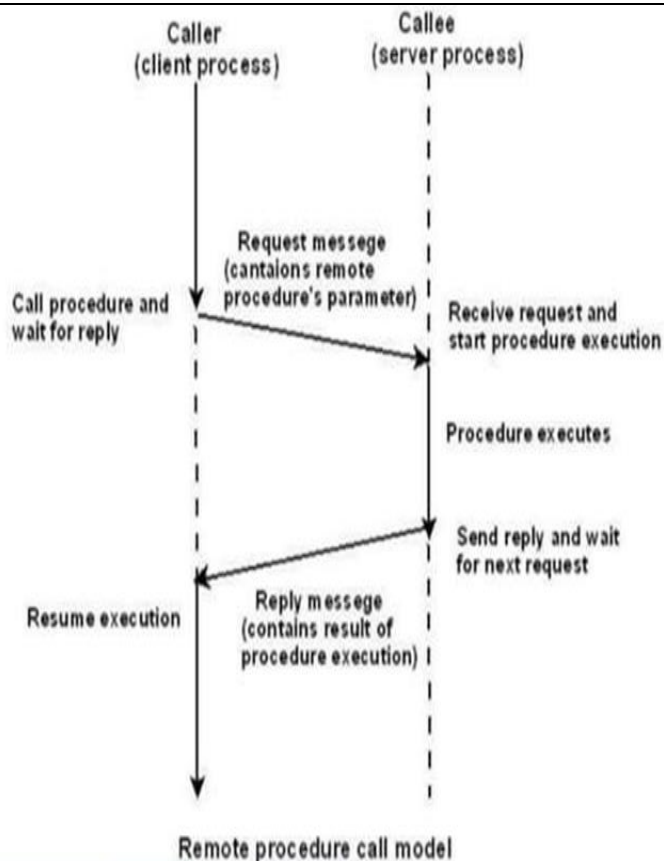 Caller
(client process)
Callee
(server process)
Request messege
(cantaions remote
procedure's parameter)
Call procedure and
wait for reply
Receive request and
start procedure execution
Procedure executes
Send reply and wait
for next request
Resume execution
Reply messege
(contains result of
procedure execution)
Remote procedure call model